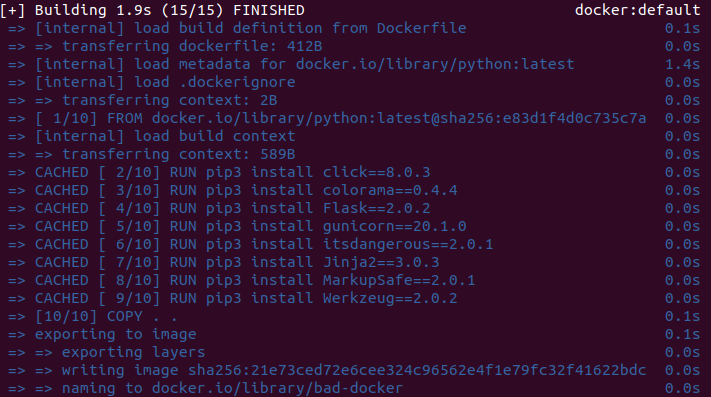 [+] Building 1.9s (15/15) FINISHED docker:default
=> [internal] load build definition from Dockerfile 0.1s
=> => transferring dockerfile: 412B 0.0s
=> [internal] load metadata for docker.io/library/python:latest 1.4s
=> [internal] load .dockerignore 0.0s
=> => transferring context: 2B 0.0s
=> [ 1/10] FROM docker.io/library/python:latest@sha256:e83d1f4d0c735c7a 0.0s
=> [internal] load build context 0.0s
=> => transferring context: 589B 0.0s
=> CACHED [ 2/10] RUN pip3 install click==8.0.3 0.0s
=> CACHED [ 3/10] RUN pip3 install colorama==0.4.4 0.0s
=> CACHED [ 4/10] RUN pip3 install Flask==2.0.2 0.0s
=> CACHED [ 5/10] RUN pip3 install gunicorn==20.1.0 0.0s
=> CACHED [ 6/10] RUN pip3 install itsdangerous==2.0.1 0.0s
=> CACHED [ 7/10] RUN pip3 install Jinja2==3.0.3 0.0s
=> CACHED [ 8/10] RUN pip3 install MarkupSafe==2.0.1 0.0s
=> CACHED [ 9/10] RUN pip3 install Werkzeug==2.0.2 0.0s
=> [10/10] COPY . . 0.1s
=> exporting to image 0.1s
=> => exporting layers 0.0s
=> => writing image sha256:21e73ced72e6cee324c96562e4f1e79fc32f41622bdc 0.0s
=> => naming to docker.io/library/bad-docker 0.0s